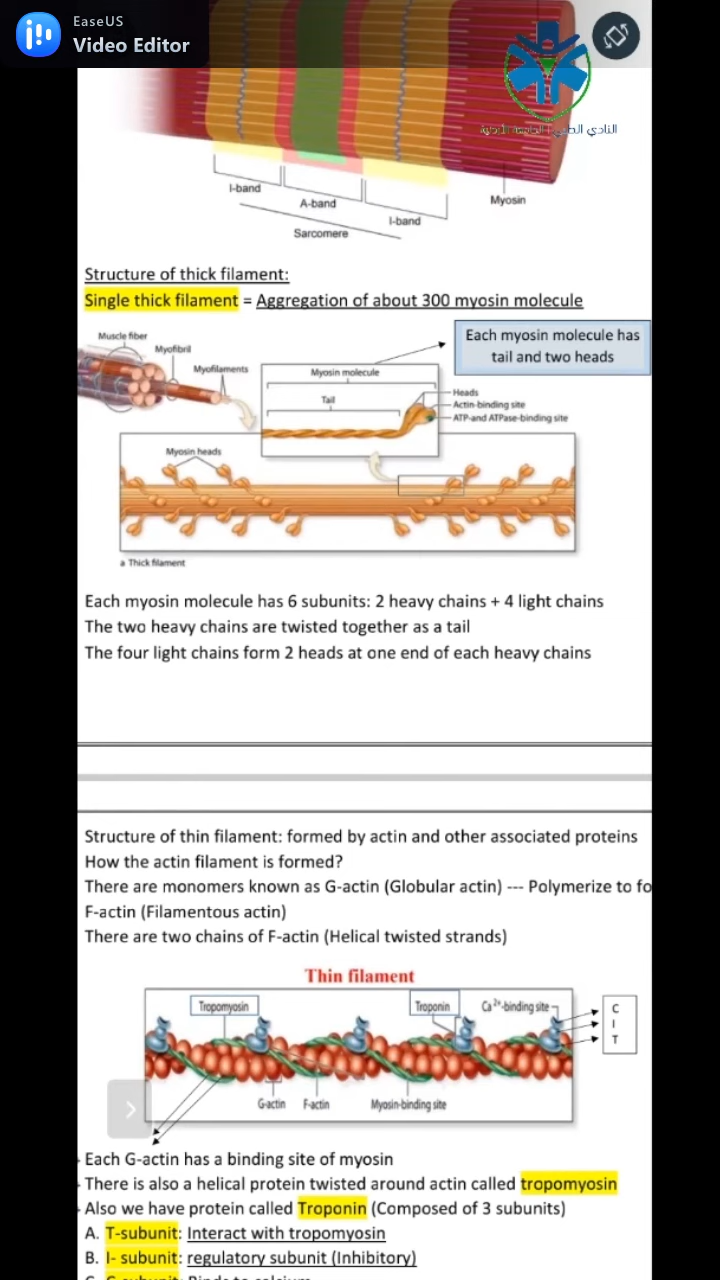 EaseUS
Video Editor
النادي الطبي | الجامعة الأردنية
I-band
A-band
I-band
Myosin
Sarcomere
Structure of thick filament:
Single thick filament = Aggregation of about 300 myosin molecule
Each myosin molecule has
tail and two heads
Muscle fiber
Myofibril
Myofilaments
Myosin molecule
Tail
Heads
Actin-binding site
ATP-and ATPase-binding site
Myosin heads
a Thick filament
Each myosin molecule has 6 subunits: 2 heavy chains + 4 light chains
The two heavy chains are twisted together as a tail
The four light chains form 2 heads at one end of each heavy chains
Structure of thin filament: formed by actin and other associated proteins
How the actin filament is formed?
There are monomers known as G-actin (Globular actin) --- Polymerize to fo
F-actin (Filamentous actin)
There are two chains of F-actin (Helical twisted strands)
Thin filament
Tropomyosin
Troponin
Ca²⁺-binding site
C
I
T
G-actin
F-actin
Myosin-binding site
Each G-actin has a binding site of myosin
There is also a helical protein twisted around actin called tropomyosin
Also we have protein called Troponin (Composed of 3 subunits)
A. T-subunit: Interact with tropomyosin
B. I- subunit: regulatory subunit (Inhibitory)
C. C-subunit: Binds to calcium